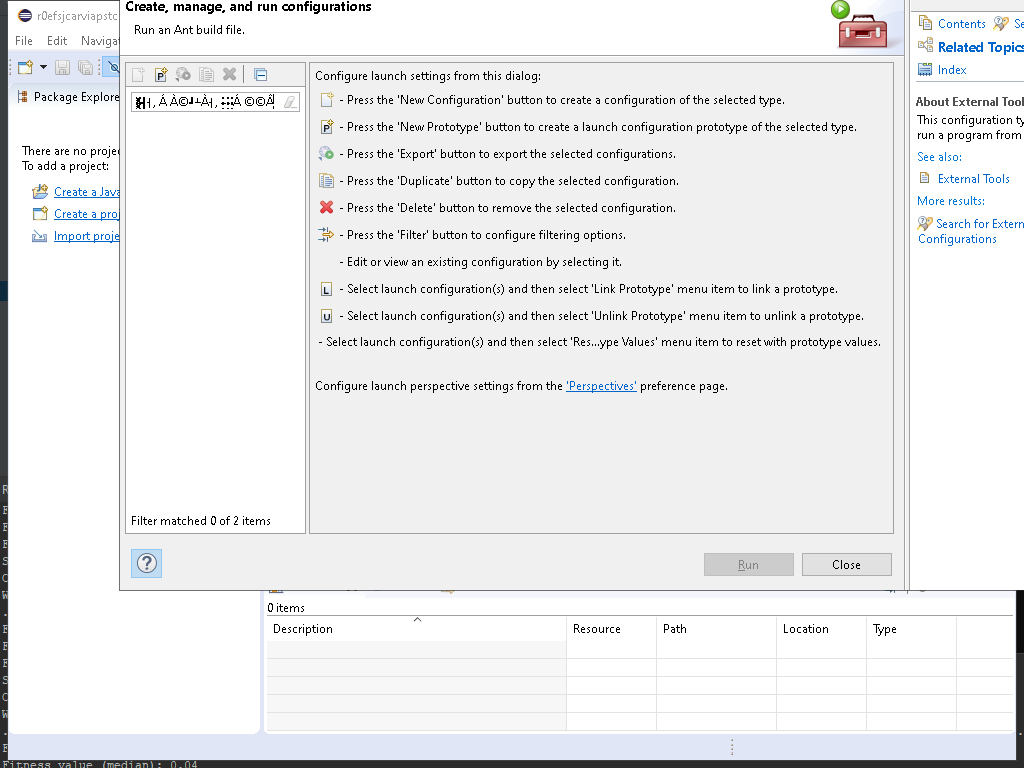 r0efsjcarviapstc
File Edit Navigat
Package Explore
There are no projec
To add a project:
Create a Java
Create a proj
Import proje
Create, manage, and run configurations
Run an Ant build file.
Filter matched 0 of 2 items
Configure launch settings from this dialog:
- Press the 'New Configuration' button to create a configuration of the selected type.
- Press the 'New Prototype' button to create a launch configuration prototype of the selected type.
- Press the 'Export' button to export the selected configurations.
- Press the 'Duplicate' button to copy the selected configuration.
- Press the 'Delete' button to remove the selected configuration.
- Press the 'Filter' button to configure filtering options.
- Edit or view an existing configuration by selecting it.
L - Select launch configuration(s) and then select 'Link Prototype' menu item to link a prototype.
U - Select launch configuration(s) and then select 'Unlink Prototype' menu item to unlink a prototype.
- Select launch configuration(s) and then select 'Res...ype Values' menu item to reset with prototype values.
Configure launch perspective settings from the 'Perspectives' preference page.
?
Run Close
Contents Se
Related Topics
Index
About External Tool
This configuration ty
run a program from
See also:
External Tools
More results:
Search for Extern
Configurations
0 items
Description Resource Path Location Type
Fitness value (median): 0.04